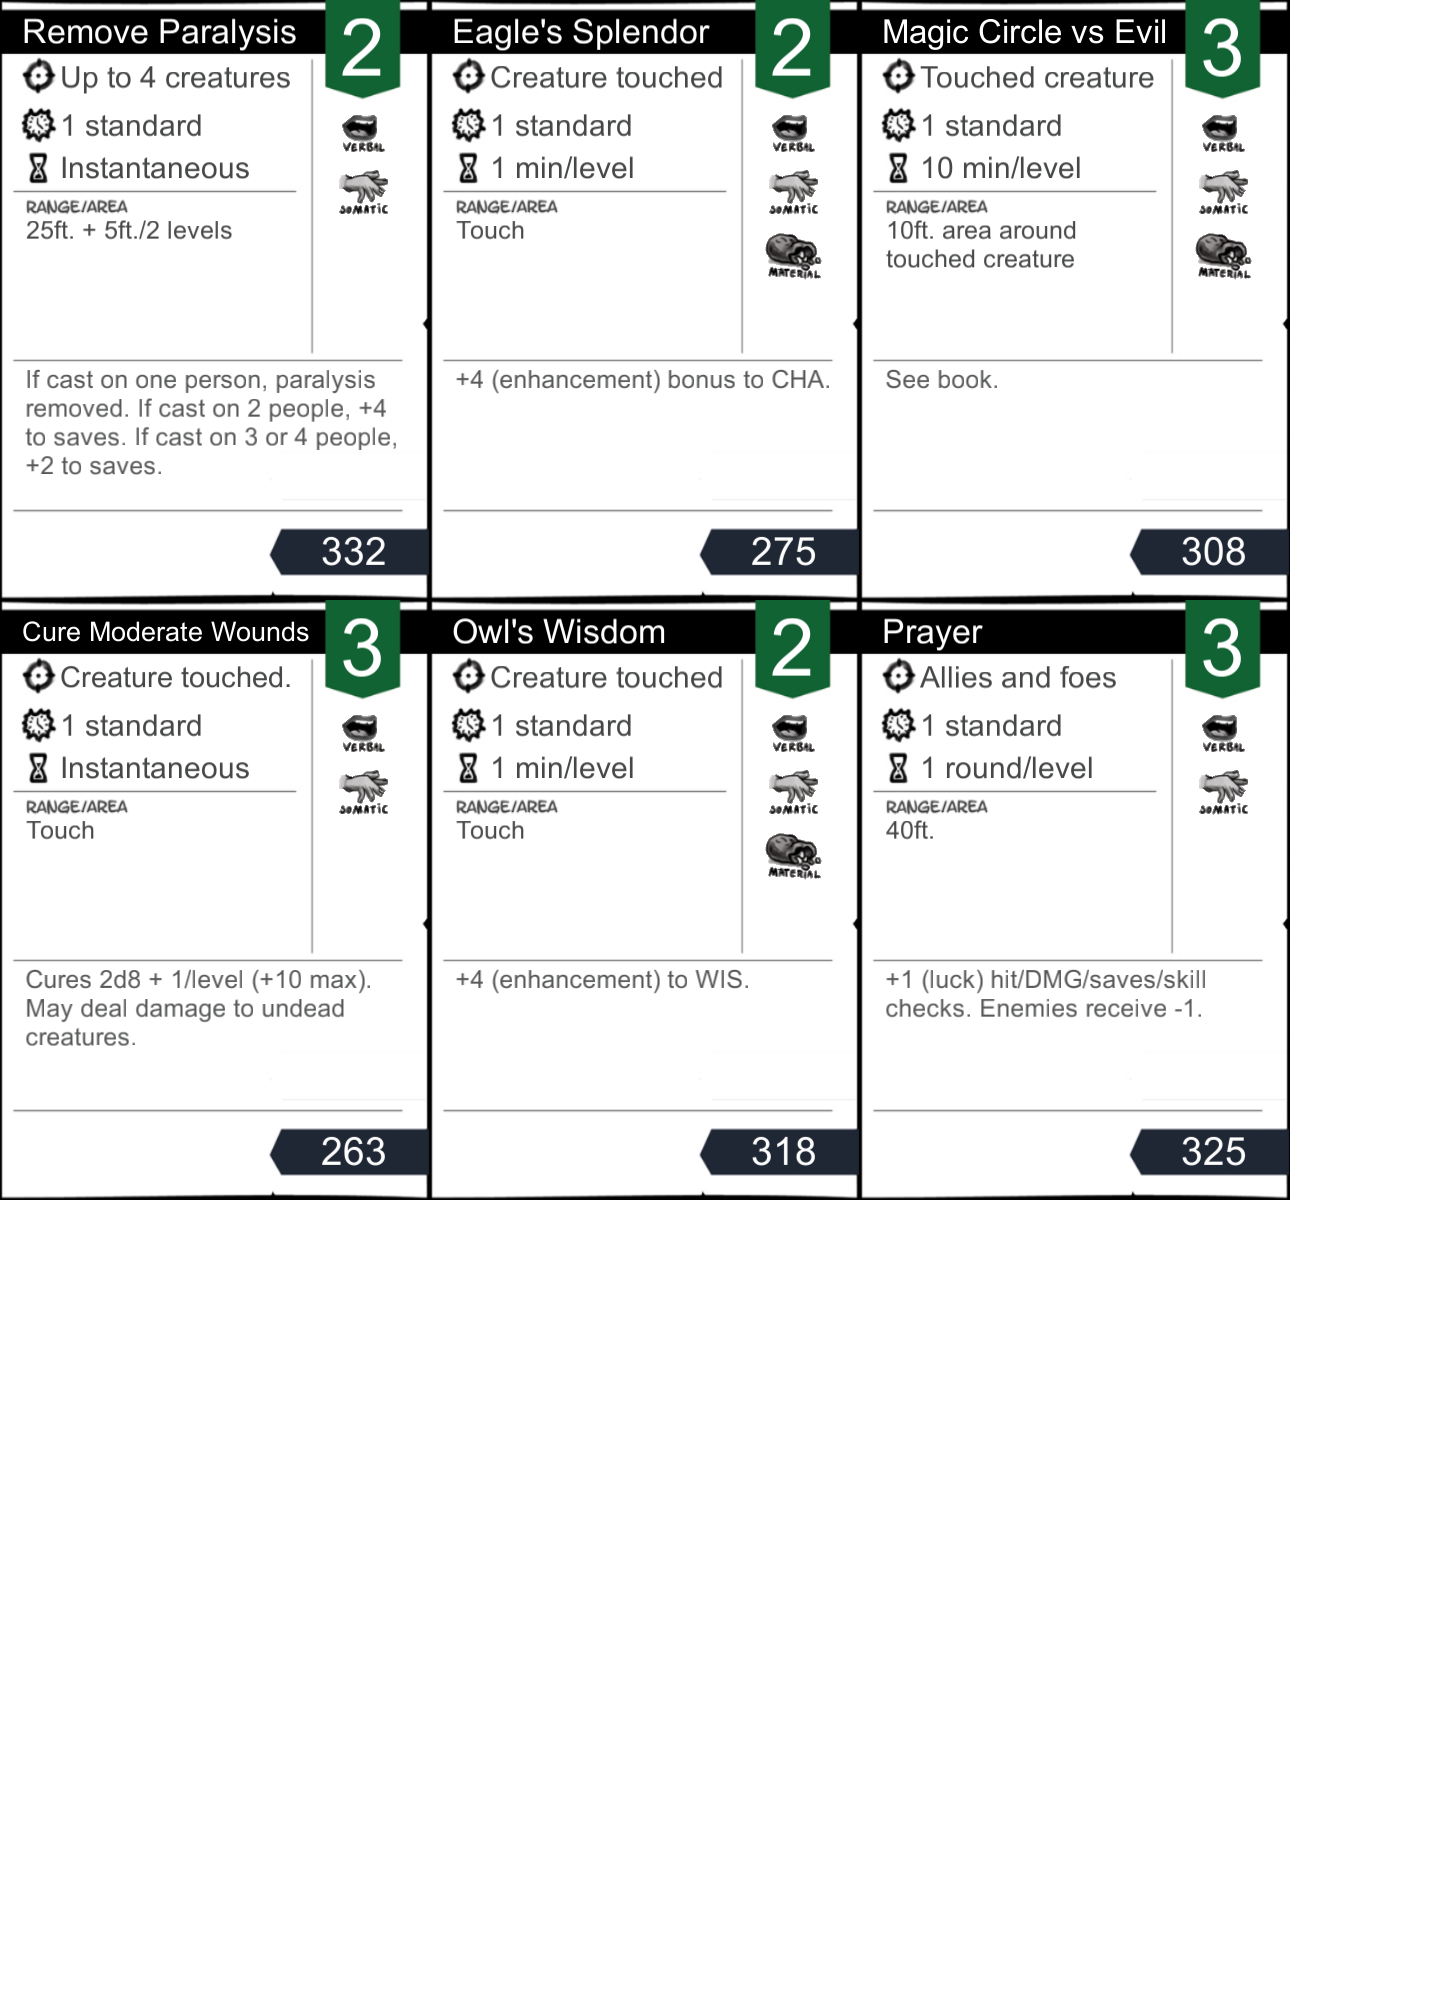 Remove Paralysis
2
Up to 4 creatures
1 standard
Instantaneous
VERBAL
SOMATIC
RANGE/AREA
25ft. + 5ft./2 levels
If cast on one person, paralysis
removed. If cast on 2 people, +4
to saves. If cast on 3 or 4 people,
+2 to saves.
332
Eagle's Splendor
2
Creature touched
1 standard
1 min/level
VERBAL
SOMATIC
MATERIAL
RANGE/AREA
Touch
+4 (enhancement) bonus to CHA.
275
Magic Circle vs Evil
3
Touched creature
1 standard
10 min/level
VERBAL
SOMATIC
MATERIAL
RANGE/AREA
10ft. area around
touched creature
See book.
308
Cure Moderate Wounds
3
Creature touched.
1 standard
Instantaneous
VERBAL
SOMATIC
RANGE/AREA
Touch
Cures 2d8 + 1/level (+10 max).
May deal damage to undead
creatures.
263
Owl's Wisdom
2
Creature touched
1 standard
1 min/level
VERBAL
SOMATIC
MATERIAL
RANGE/AREA
Touch
+4 (enhancement) to WIS.
318
Prayer
3
Allies and foes
1 standard
1 round/level
VERBAL
SOMATIC
RANGE/AREA
40ft.
+1 (luck) hit/DMG/saves/skill
checks. Enemies receive -1.
325